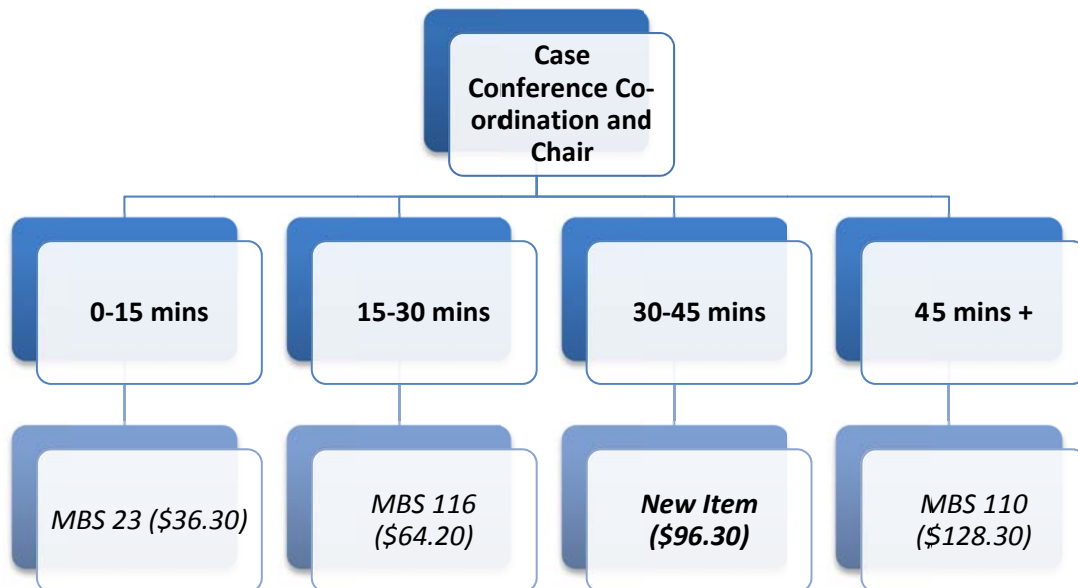 Case
Conference Co-
ordination and
Chair
0-15 mins
15-30 mins
30-45 mins
45 mins +
MBS 23 ($36.30)
MBS 116
($64.20)
New Item
($96.30)
MBS 110
($128.30)